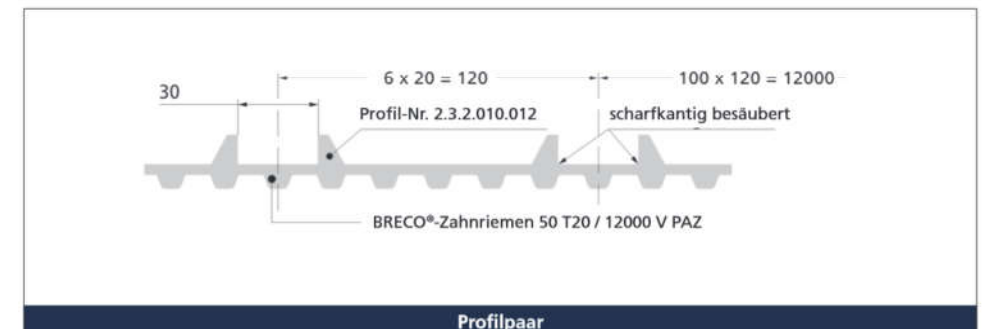 6 x 20 = 120
100 x 120 = 12000
30
Profil-Nr. 2.3.2.010.012
scharfkantig besäubert
BRECO®-Zahnriemen 50 T20 / 12000 V PAZ
Profilpaar